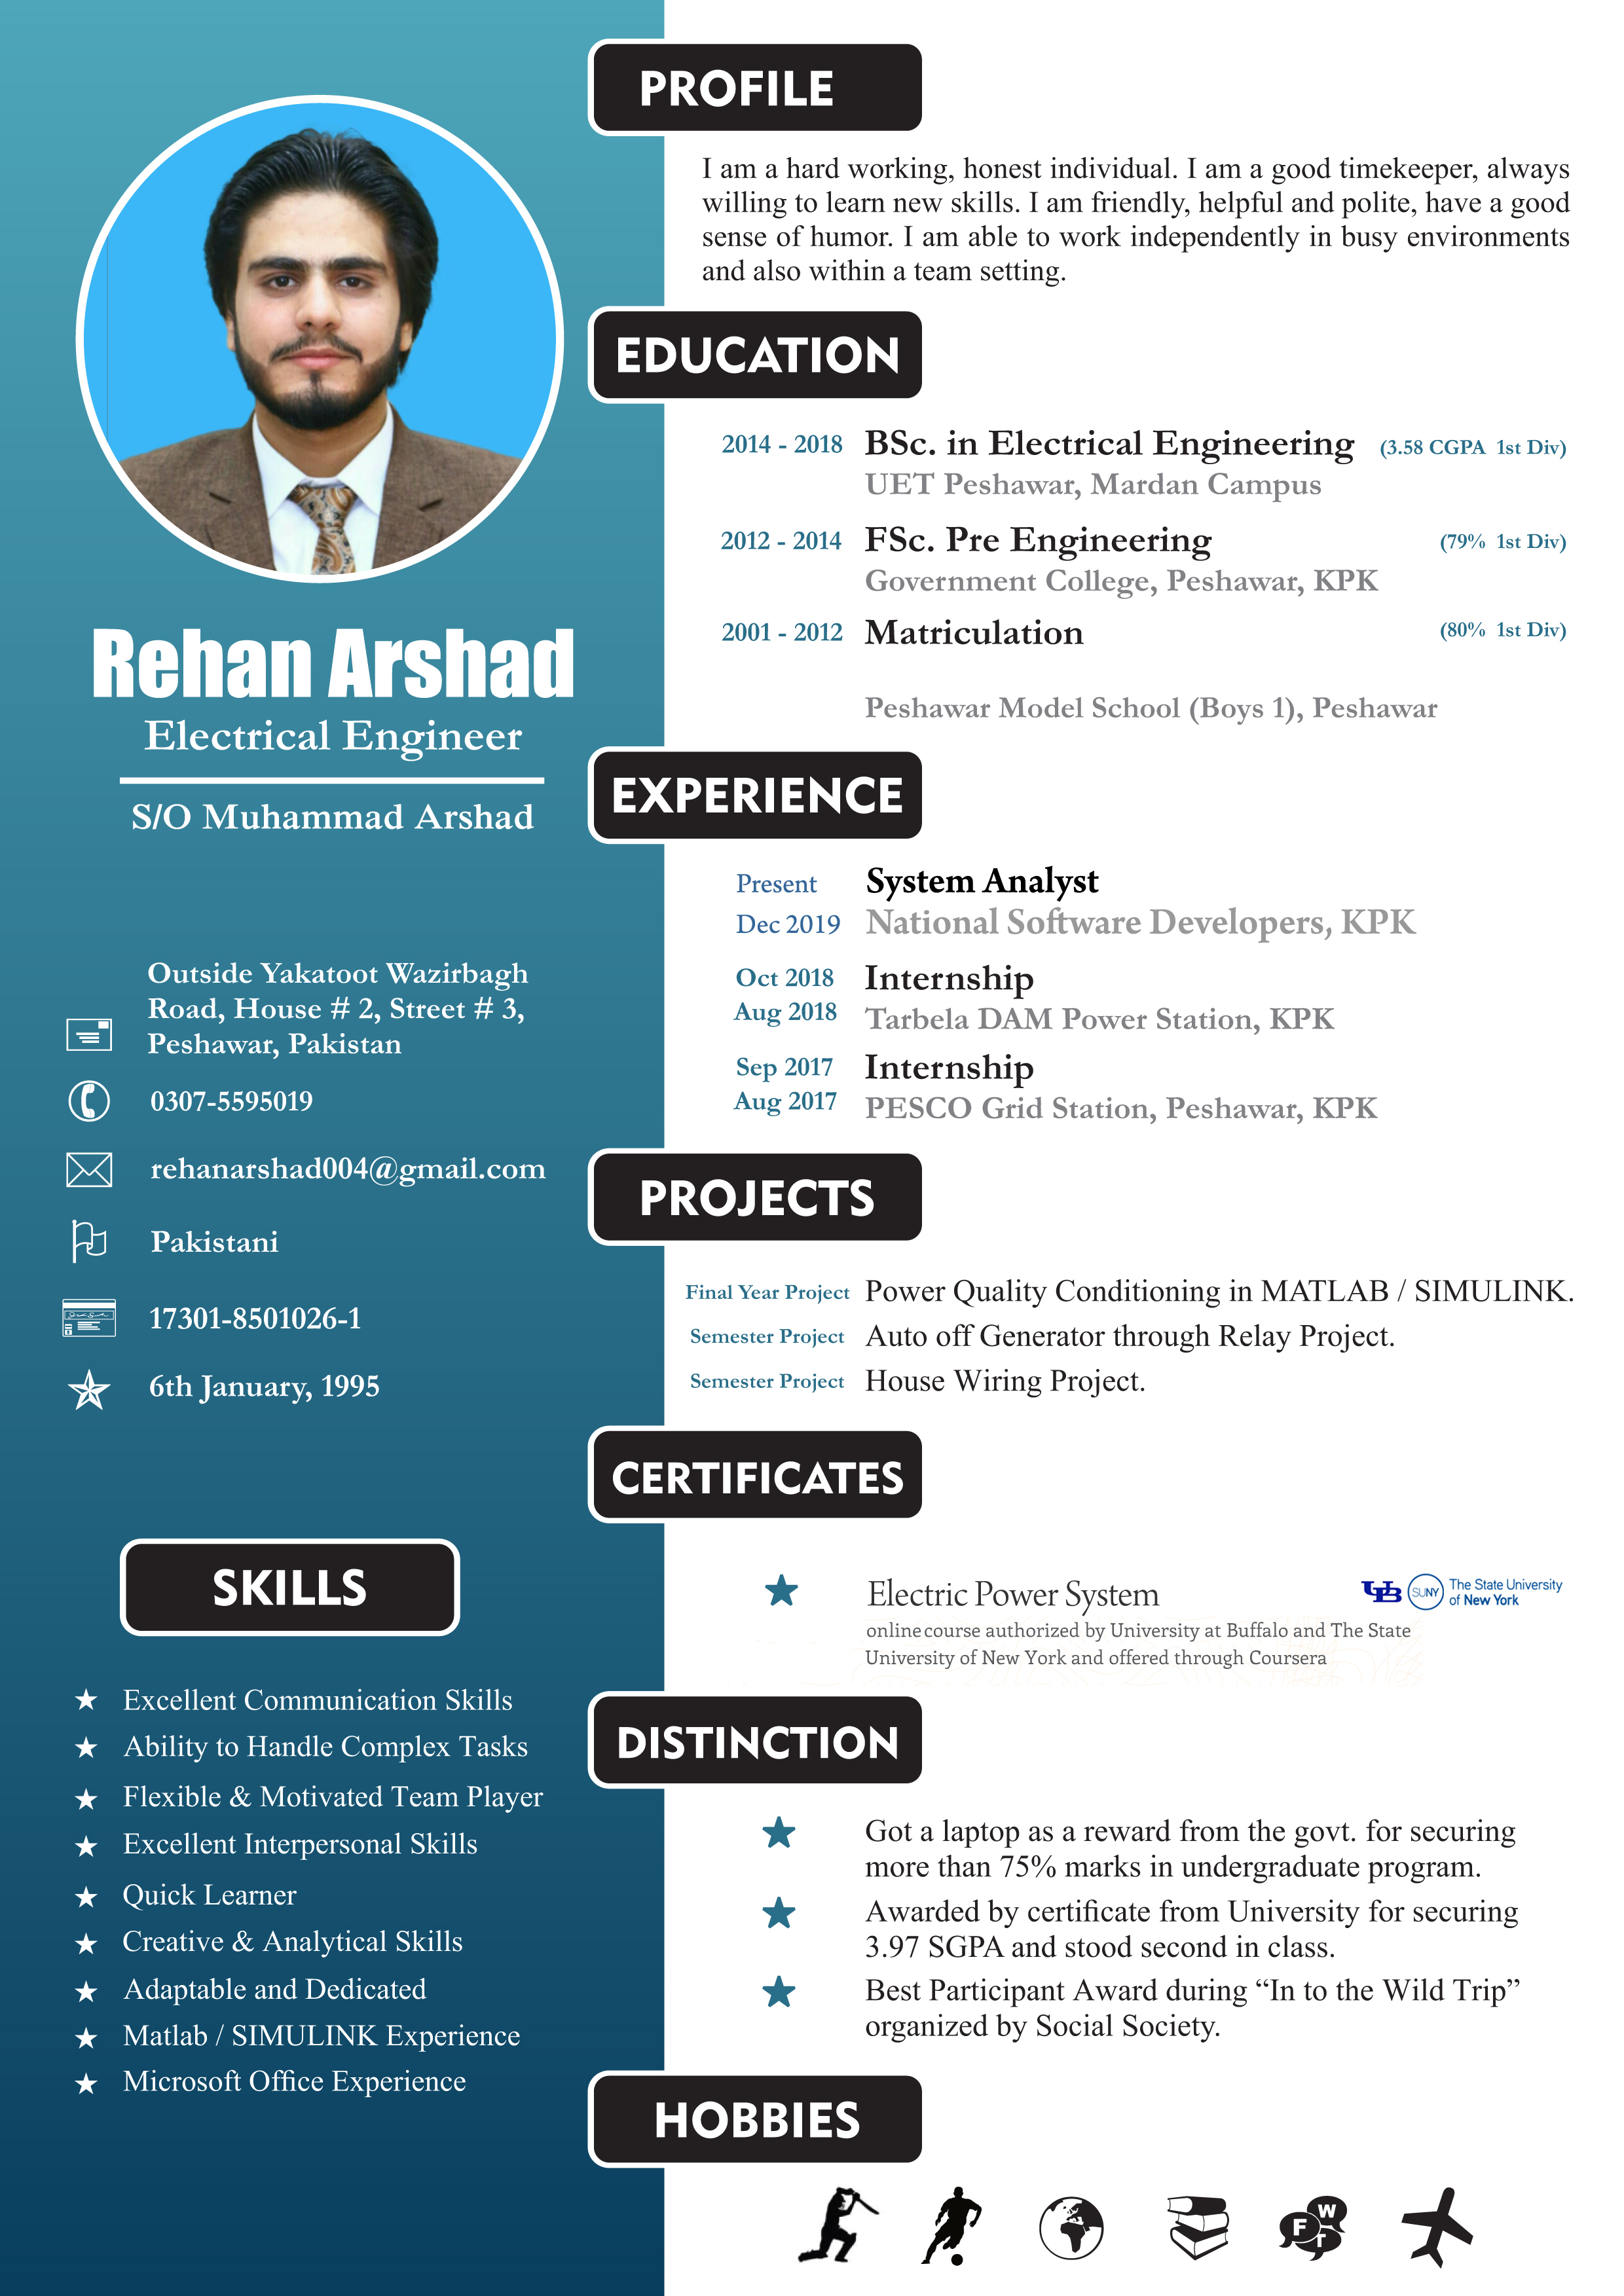 Rehan Arshad
Electrical Engineer
S/O Muhammad Arshad
Outside Yakatoot Wazirbagh
Road, House # 2, Street # 3,
Peshawar, Pakistan
0307-5595019
rehanarshad004@gmail.com
Pakistani
17301-8501026-1
6th January, 1995
SKILLS
Excellent Communication Skills
Ability to Handle Complex Tasks
Flexible & Motivated Team Player
Excellent Interpersonal Skills
Quick Learner
Creative & Analytical Skills
Adaptable and Dedicated
Matlab / SIMULINK Experience
Microsoft Office Experience
PROFILE
I am a hard working, honest individual. I am a good timekeeper, always
willing to learn new skills. I am friendly, helpful and polite, have a good
sense of humor. I am able to work independently in busy environments
and also within a team setting.
EDUCATION
2014 - 2018 BSc. in Electrical Engineering (3.58 CGPA 1st Div)
UET Peshawar, Mardan Campus
2012 - 2014 FSc. Pre Engineering (79% 1st Div)
Government College, Peshawar, KPK
2001 - 2012 Matriculation (80% 1st Div)
Peshawar Model School (Boys 1), Peshawar
EXPERIENCE
Present System Analyst
Dec 2019 National Software Developers, KPK
Oct 2018 Internship
Aug 2018 Tarbela DAM Power Station, KPK
Sep 2017 Internship
Aug 2017 PESCO Grid Station, Peshawar, KPK
PROJECTS
Final Year Project Power Quality Conditioning in MATLAB / SIMULINK.
Semester Project Auto off Generator through Relay Project.
Semester Project House Wiring Project.
CERTIFICATES
Electric Power System UB SUNY The State University
of New York
online course authorized by University at Buffalo and The State
University of New York and offered through Coursera
DISTINCTION
Got a laptop as a reward from the govt. for securing
more than 75% marks in undergraduate program.
Awarded by certificate from University for securing
3.97 SGPA and stood second in class.
Best Participant Award during “In to the Wild Trip”
organized by Social Society.
HOBBIES
F W T